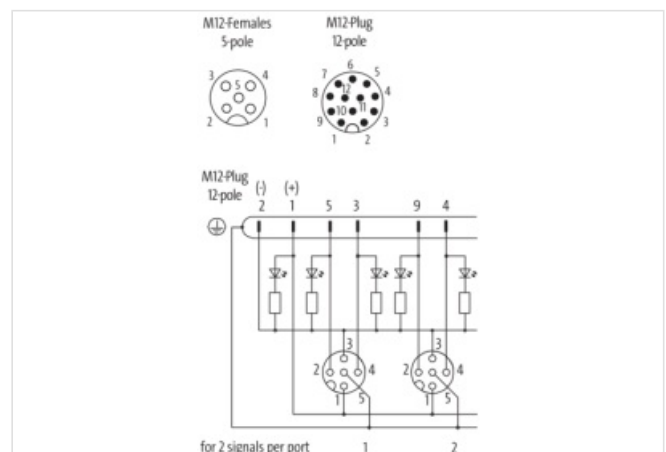 M12-Females M12-Plug
5-pole 12-pole
3 5 4
2 1
7 6 5
8 12 4
10 11
9 3
1 2
M12-Plug
12-pole (-) (+)
2 1 5 3 9 4
3 3
2 4 2 4
1 5 1 5
for 2 signals per port 1 2